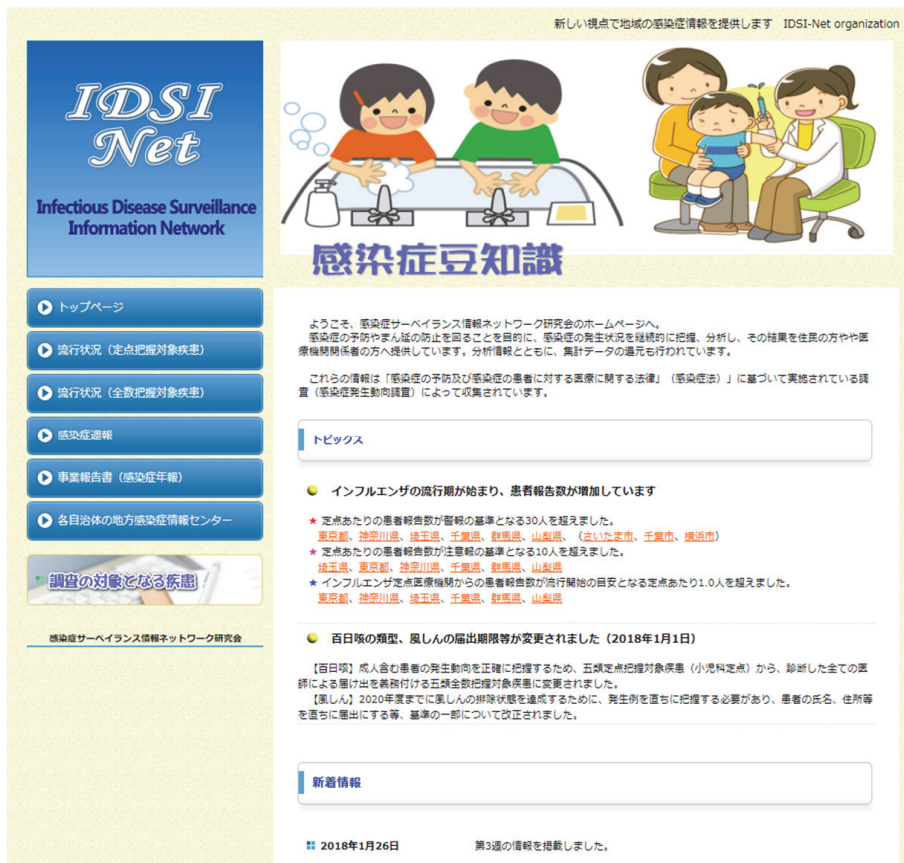 新しい視点で地域の感染症情報を提供します IDSI-Net organization
IDSI
Net
Infectious Disease Surveillance
Information Network
感染症豆知識
トップページ
流行状況（定点把握対象疾患）
流行状況（全数把握対象疾患）
感染症週報
事業報告書（感染症年報）
各自治体の地方感染症情報センター
調査の対象となる疾患
感染症サーベイランス情報ネットワーク研究会
ようこそ、感染症サーベイランス情報ネットワーク研究会のホームページへ。
感染症の予防やまん延の防止を図ることを目的に、感染症の発生状況を継続的に把握、分析し、その結果を住民の方やや医
療機関関係者の方へ提供しています。分析情報とともに、集計データの還元も行われています。
これらの情報は「感染症の予防及び感染症の患者に対する医療に関する法律」（感染症法）」に基づいて実施されている調
査（感染症発生動向調査）によって収集されています。
トピックス
インフルエンザの流行期が始まり、患者報告数が増加しています
★ 定点あたりの患者報告数が警報の基準となる30人を超えました。
東京都、神奈川県、埼玉県、千葉県、群馬県、山梨県、（さいたま市、千葉市、横浜市）
★ 定点あたりの患者報告数が注意報の基準となる10人を超えました。
埼玉県、東京都、神奈川県、千葉県、群馬県、山梨県
★ インフルエンザ定点医療機関からの患者報告数が流行開始の目安となる定点あたり1.0人を超えました。
東京都、神奈川県、埼玉県、千葉県、群馬県、山梨県
百日咳の類型、風しんの届出期限等が変更されました（2018年1月1日）
【百日咳】成人含む患者の発生動向を正確に把握するため、五類定点把握対象疾患（小児科定点）から、診断した全ての医
師による届け出を義務付ける五類全数把握対象疾患に変更されました。
【風しん】2020年度までに風しんの排除状態を達成するために、発生例を直ちに把握する必要があり、患者の氏名、住所等
を直ちに届出にする等、基準の一部について改正されました。
新着情報
2018年1月26日 第3週の情報を掲載しました。